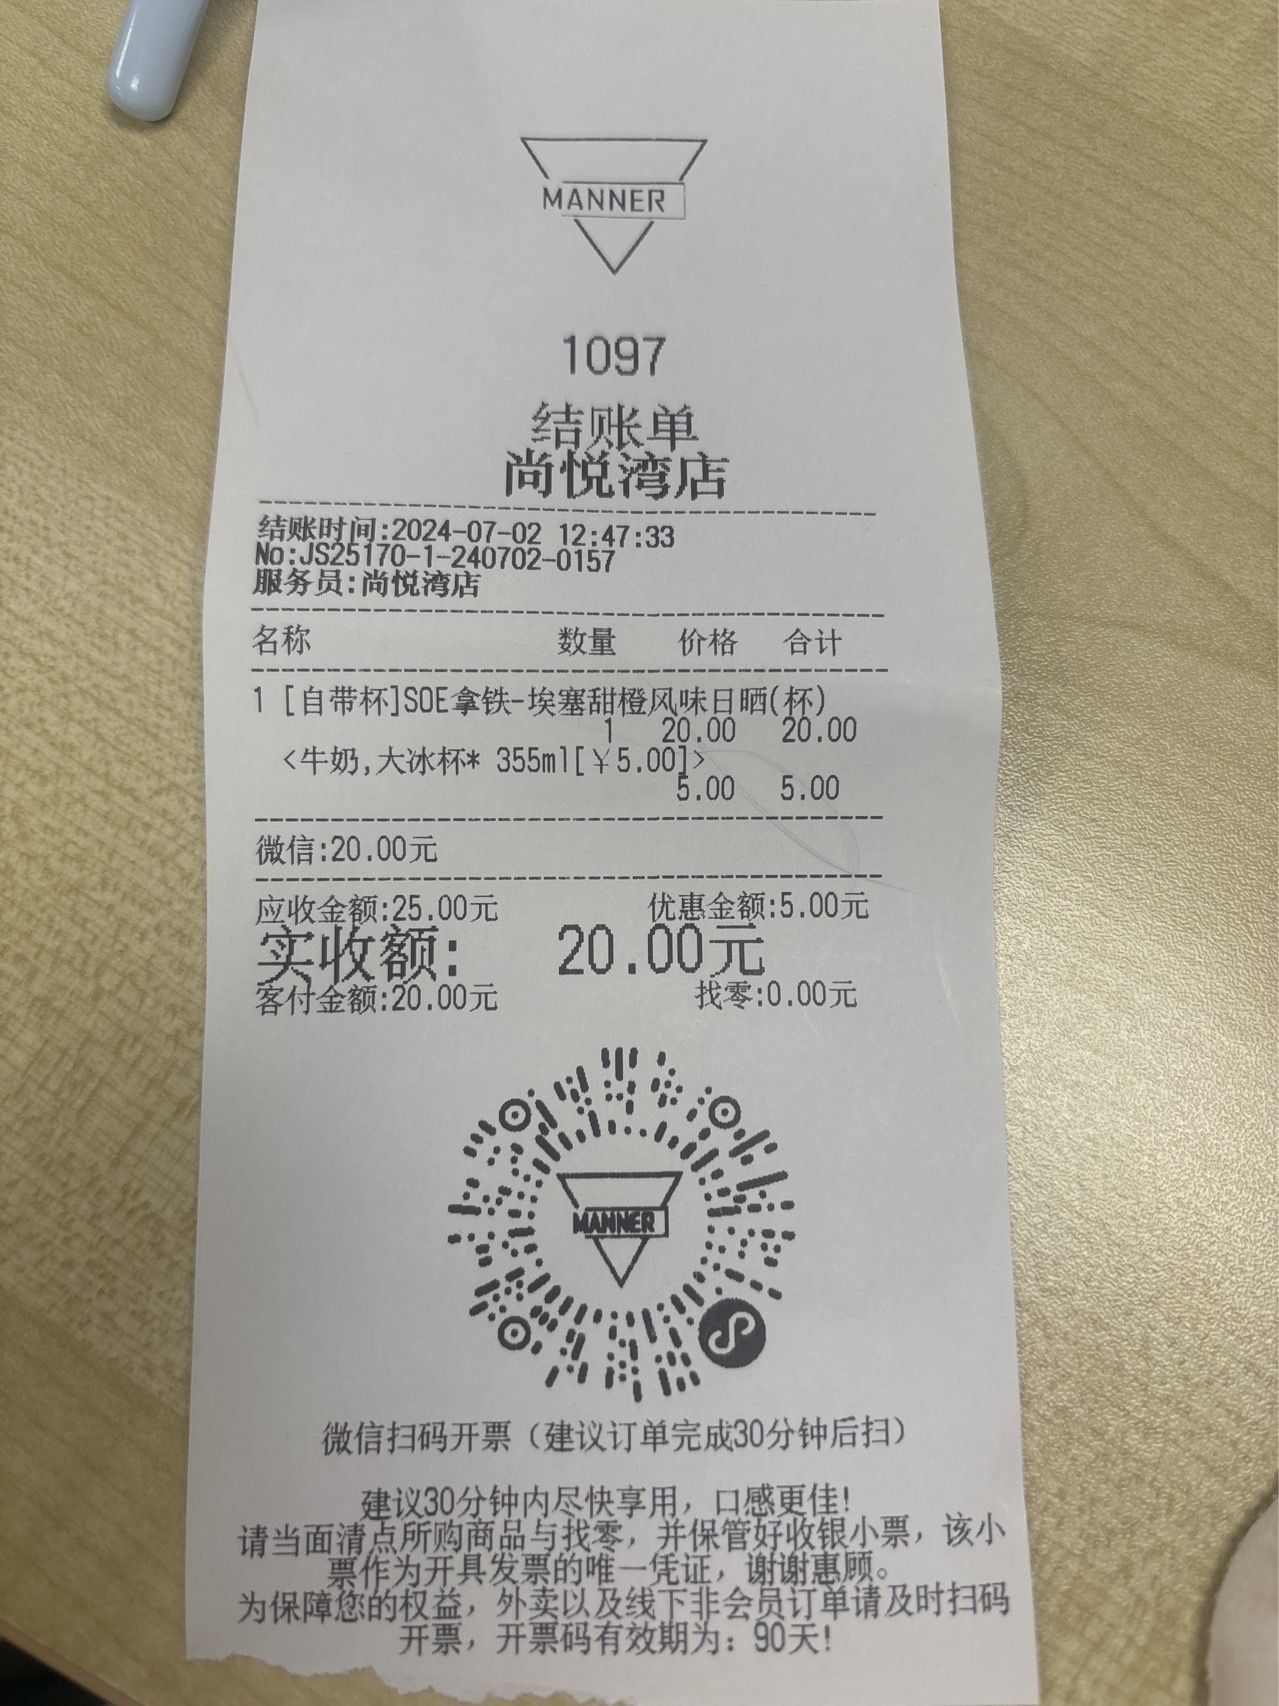 MANNER
1097
结账单
尚悦湾店
结账时间:2024-07-02 12:47:33
No:JS25170-1-240702-0157
服务员:尚悦湾店
名称 数量 价格 合计
1 [自带杯]SOE拿铁-埃塞甜橙风味日晒(杯)
1 20.00 20.00
<牛奶,大冰杯* 355ml[￥5.00]>
5.00 5.00
微信:20.00元
应收金额:25.00元 优惠金额:5.00元
实收额: 20.00元
客付金额:20.00元 找零:0.00元
MANNER
微信扫码开票（建议订单完成30分钟后扫）
建议30分钟内尽快享用，口感更佳!
请当面清点所购商品与找零，并保管好收银小票，该小
票作为开具发票的唯一凭证，谢谢惠顾。
为保障您的权益，外卖以及线下非会员订单请及时扫码
开票，开票码有效期为：90天!